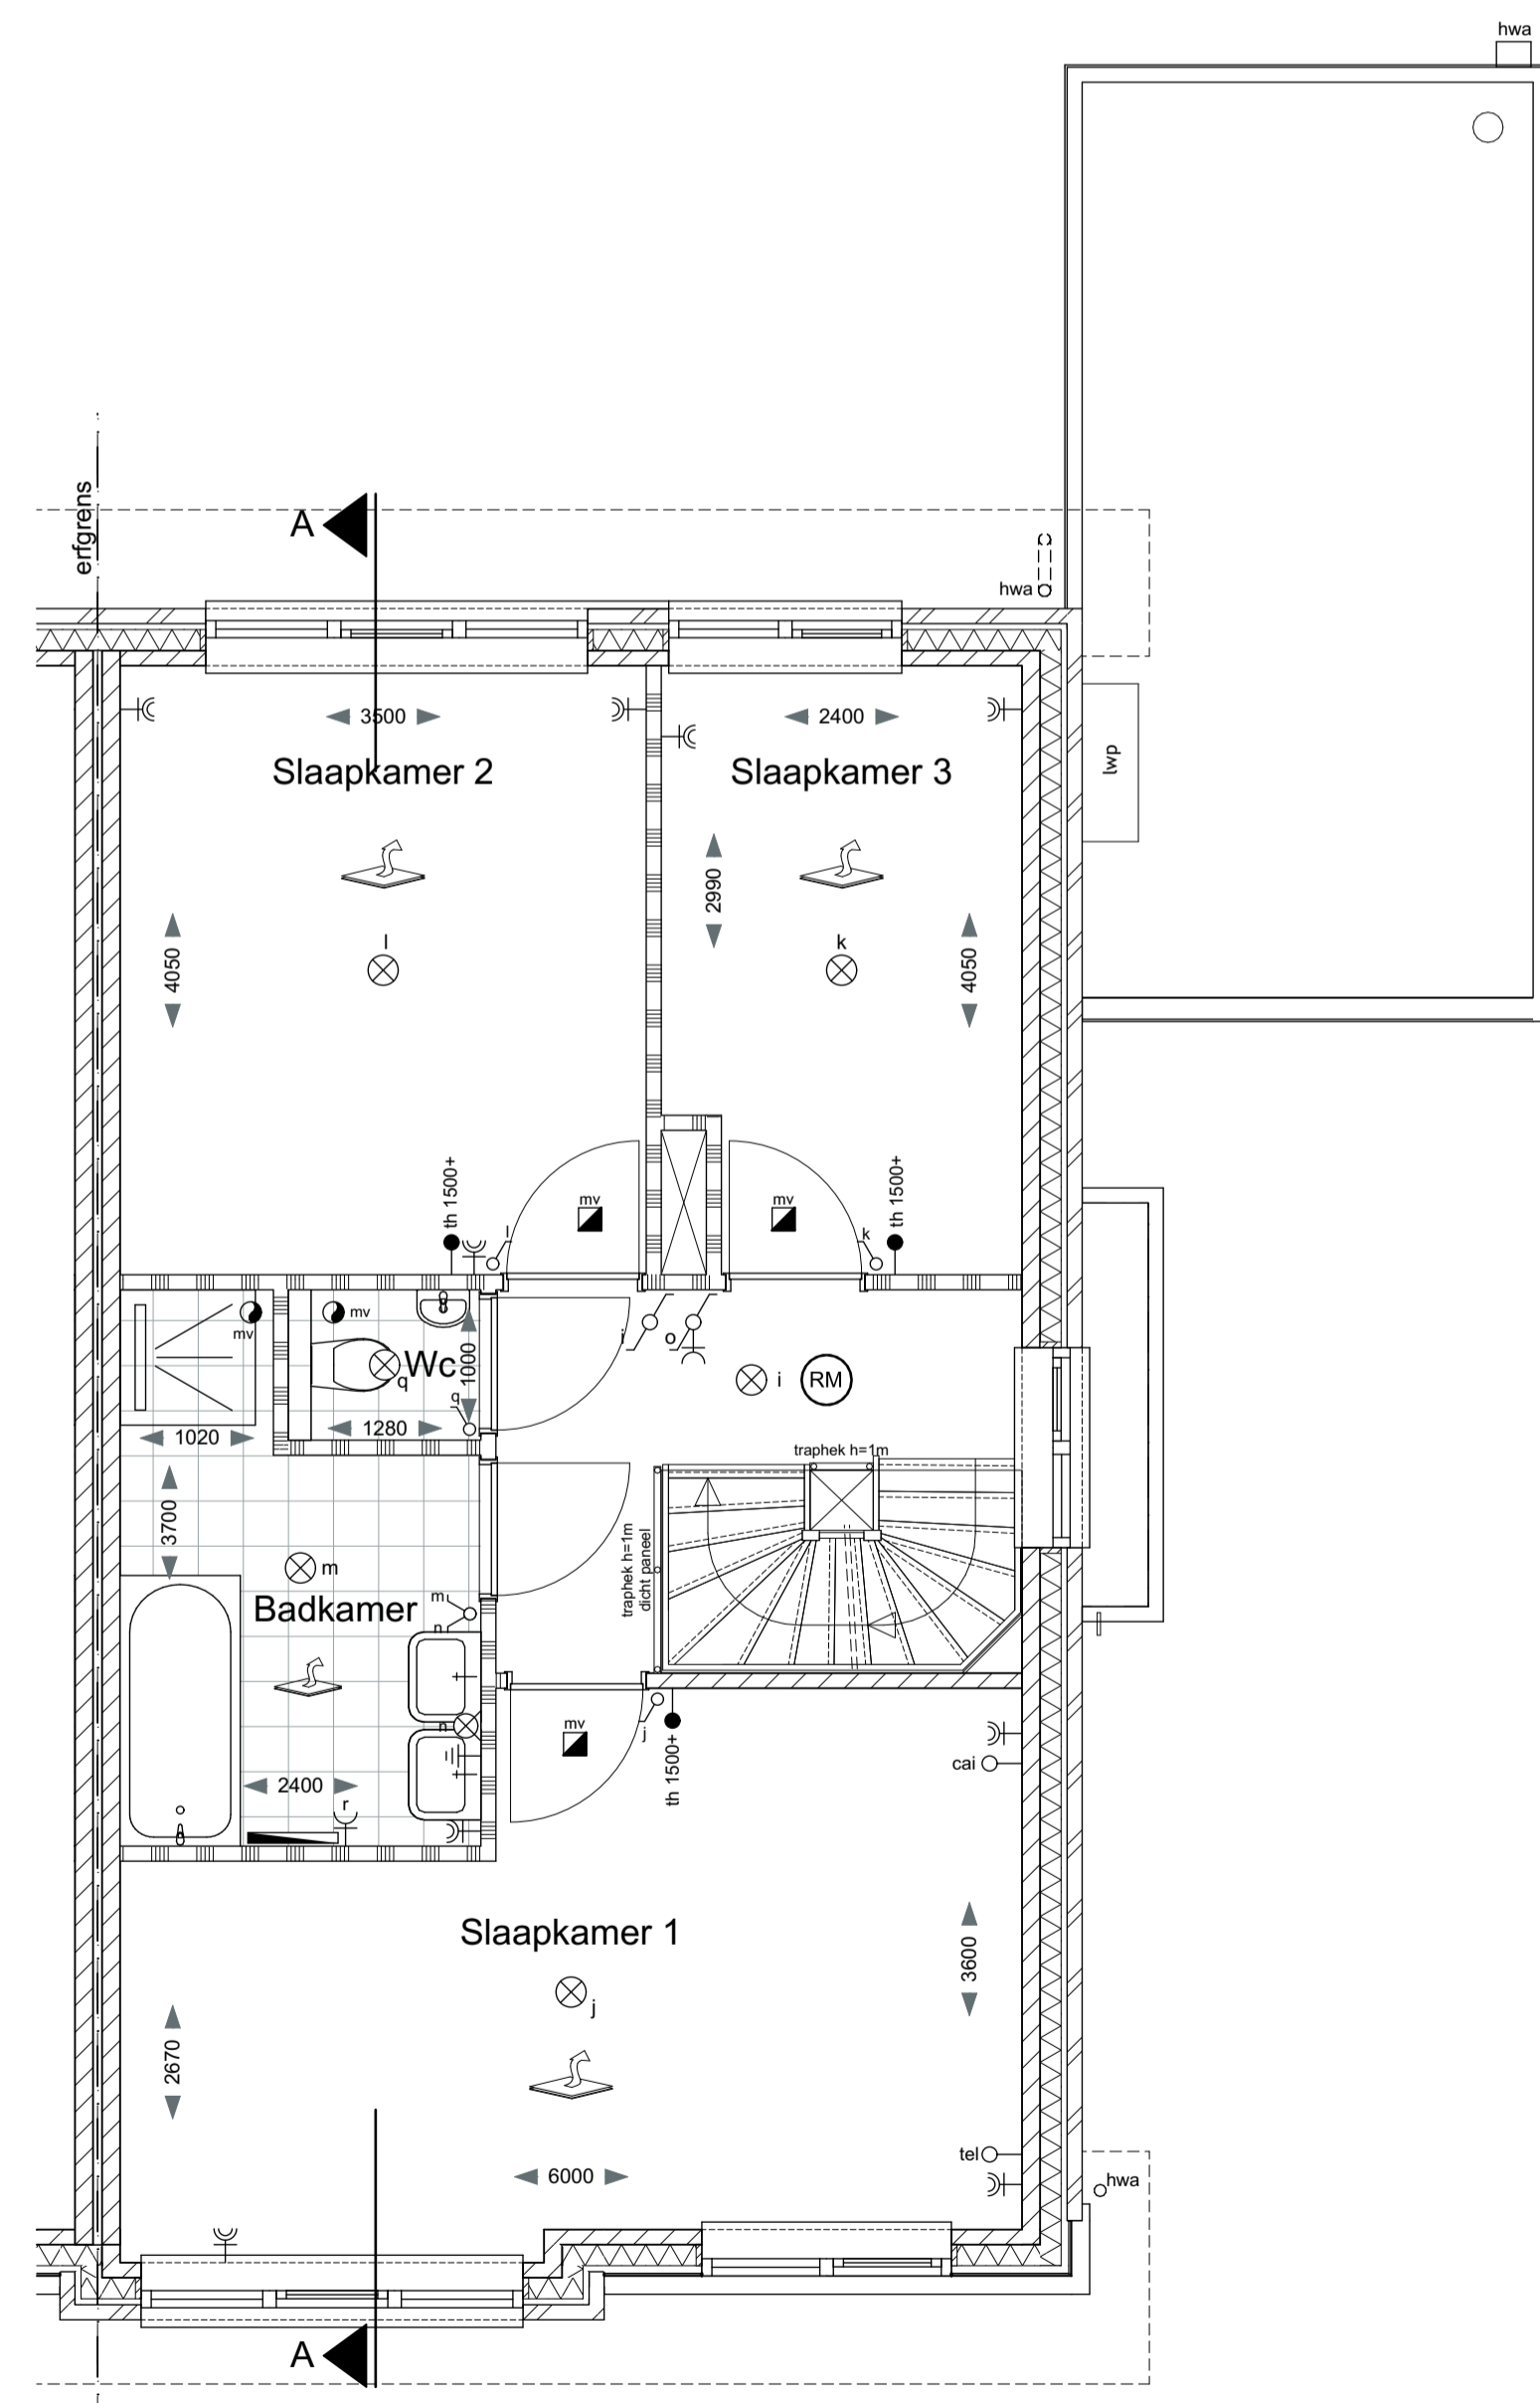 hwa
erfgrens
A
hwa
3500
2400
Slaapkamer 2
Slaapkamer 3
lwp
2990
l
k
4050
4050
th 1500+
th 1500+
mv
mv
l
k
mv
mv
i
o
Wc
q
1000
q
i
RM
1020
1280
traphek h=1m
3700
traphek h=1m
dicht paneel
m
Badkamer
m
n
n
mv
j
th 1500+
cai
2400
r
Slaapkamer 1
3600
j
2670
tel
6000
hwa
A